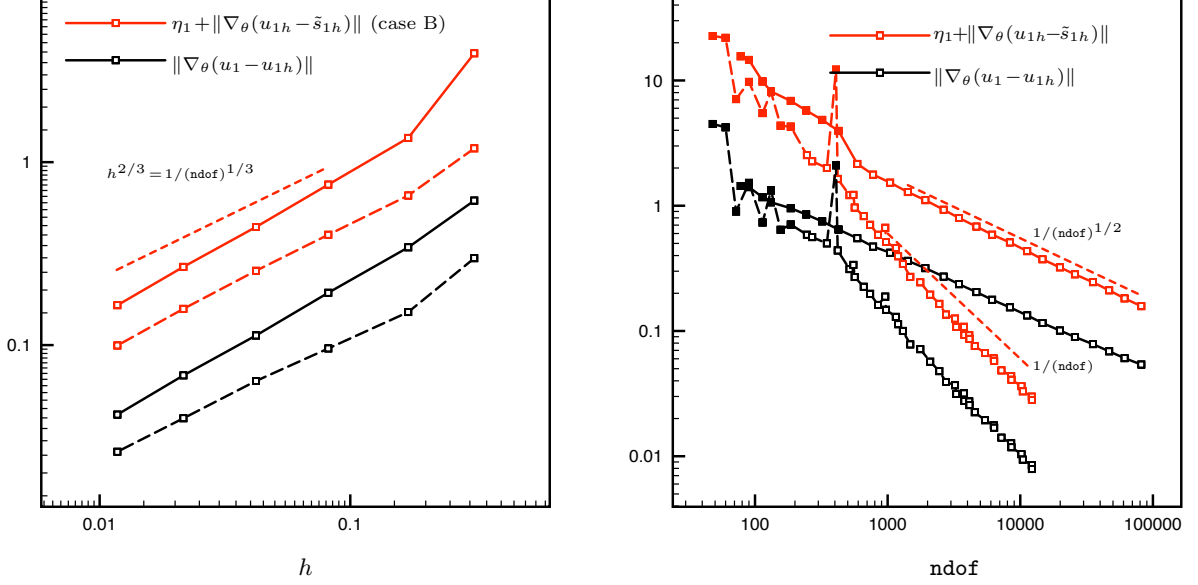 η₁+‖∇θ(u₁ₕ−s̃₁ₕ)‖ (case B)
‖∇θ(u₁−u₁ₕ)‖
1
h^{2/3}=1/(ndof)^{1/3}
0.1
0.01 0.1
h
η₁+‖∇θ(u₁ₕ−s̃₁ₕ)‖
‖∇θ(u₁−u₁ₕ)‖
10
1
1/(ndof)^{1/2}
0.1
1/(ndof)
0.01
100 1000 10000 100000
ndof